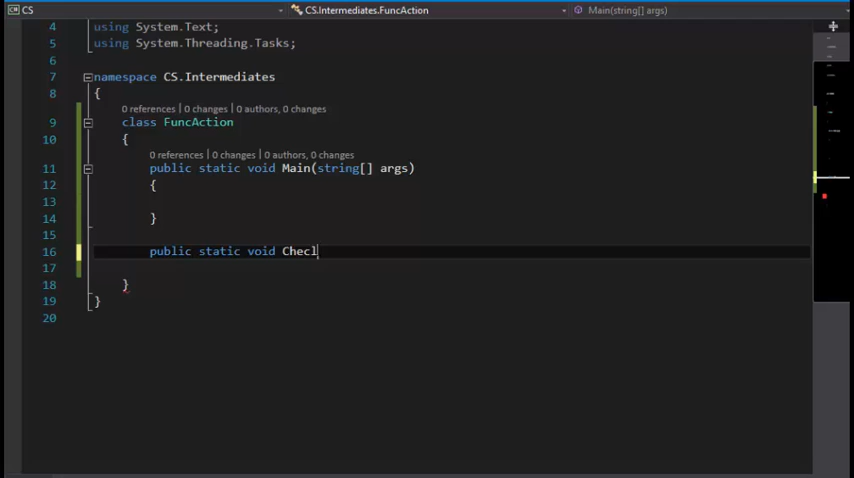 CS CS.Intermediates.FuncAction Main(string[] args)
4 using System.Text;
5 using System.Threading.Tasks;
6
7 namespace CS.Intermediates
8 {
0 references | 0 changes | 0 authors, 0 changes
9 class FuncAction
10 {
0 references | 0 changes | 0 authors, 0 changes
11 public static void Main(string[] args)
12 {
13
14 }
15
16 public static void Checl
17
18 }
19 }
20